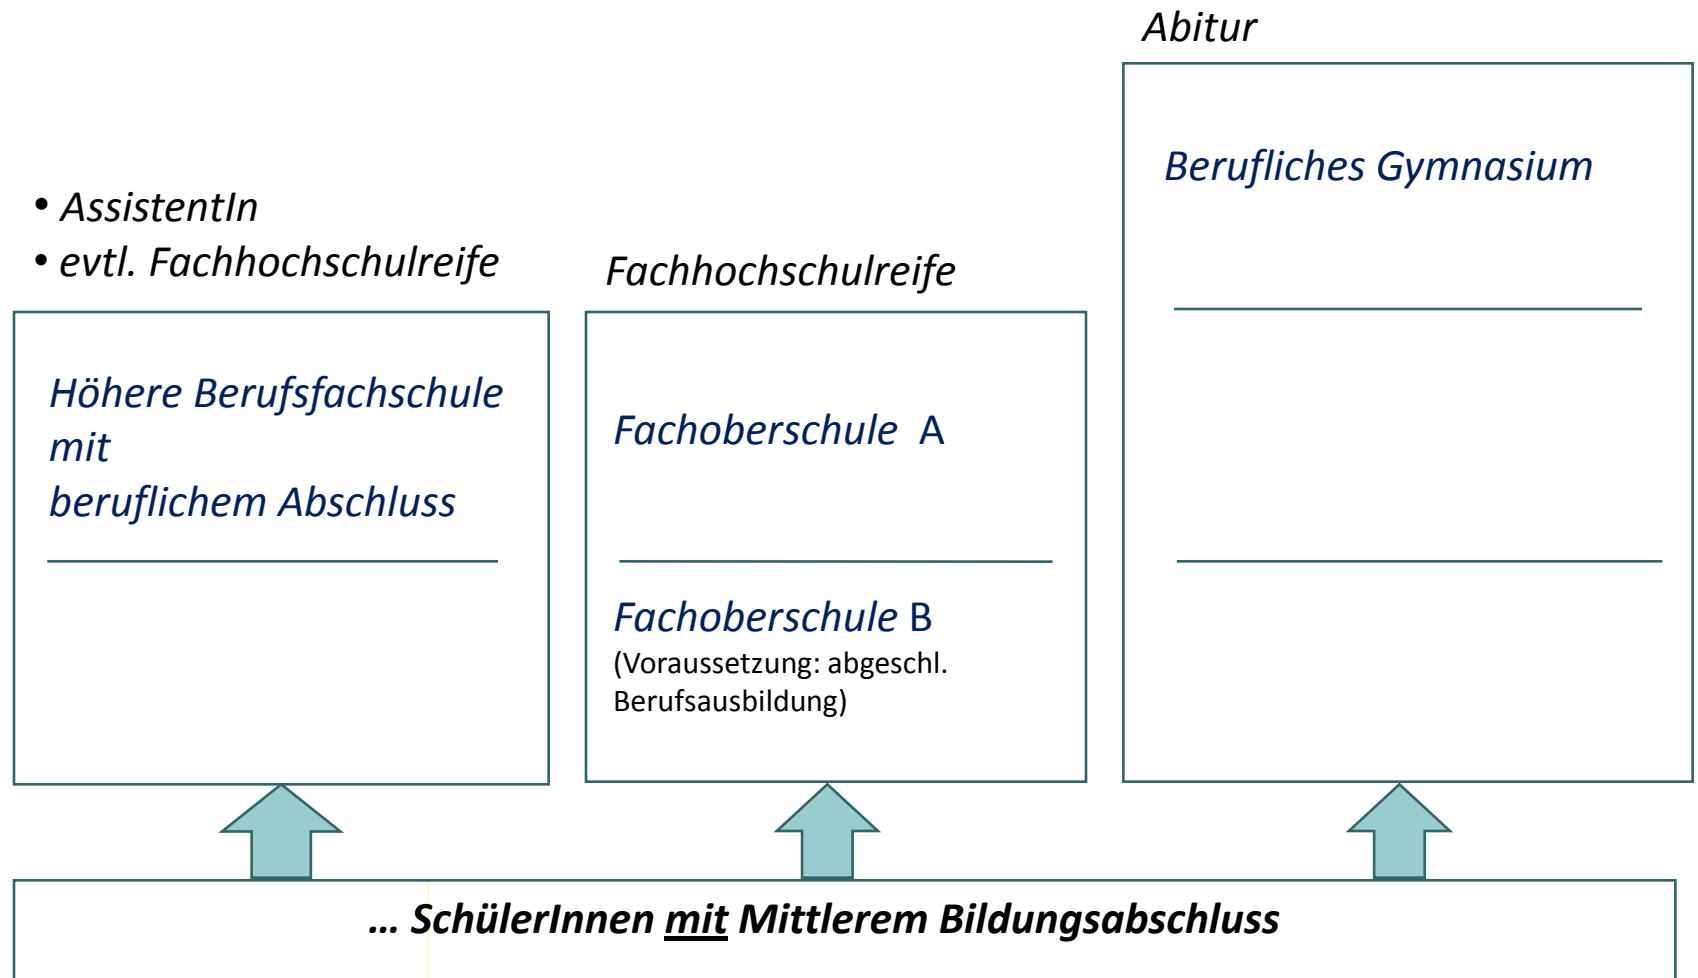 Abitur
Berufliches Gymnasium
• AssistentIn
• evtl. Fachhochschulreife
Fachhochschulreife
Höhere Berufsfachschule
mit
beruflichem Abschluss
Fachoberschule A
Fachoberschule B
(Voraussetzung: abgeschl.
Berufsausbildung)
... SchülerInnen mit Mittlerem Bildungsabschluss